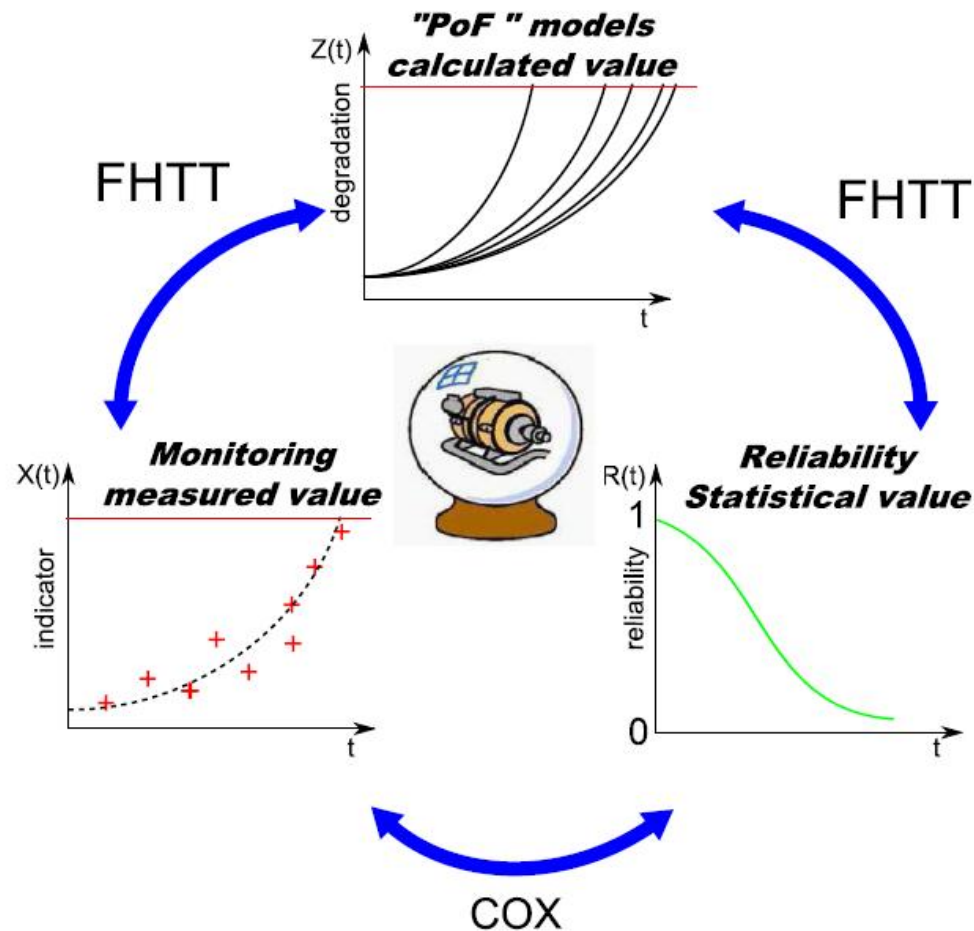 "PoF " models
calculated value
Z(t)
degradation
t
FHTT
FHTT
Monitoring
measured value
X(t)
indicator
t
Reliability
Statistical value
R(t)
1
reliability
0
t
COX